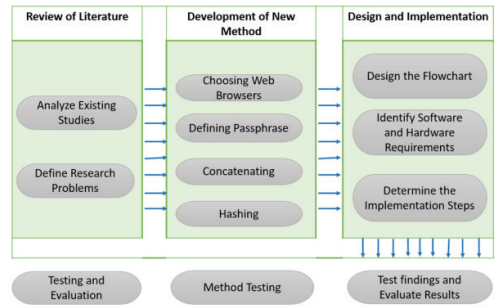 Review of Literature
Development of New
Method
Design and Implementation
Analyze Existing
Studies
Define Research
Problems
Choosing Web
Browsers
Defining Passphrase
Concatenating
Hashing
Design the Flowchart
Identify Software
and Hardware
Requirements
Determine the
Implementation Steps
Testing and
Evaluation
Method Testing
Test findings and
Evaluate Results